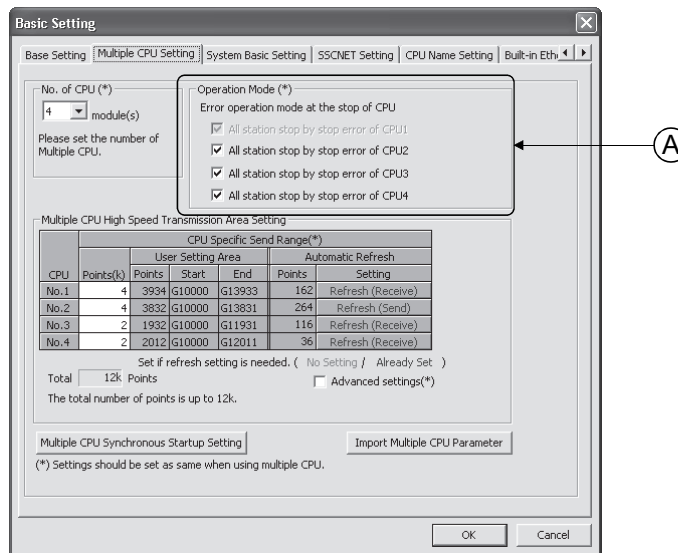 Basic Setting
Base Setting Multiple CPU Setting System Basic Setting SSCNET Setting CPU Name Setting Built-in Eth
No. of CPU (*)
4 module(s)
Please set the number of
Multiple CPU.
Operation Mode (*)
Error operation mode at the stop of CPU
All station stop by stop error of CPU1
All station stop by stop error of CPU2
All station stop by stop error of CPU3
All station stop by stop error of CPU4
A
Multiple CPU High Speed Transmission Area Setting
CPU Specific Send Range(*)
User Setting Area Automatic Refresh
CPU Points(k) Points Start End Points Setting
No.1 4 3934 G10000 G13933 162 Refresh (Receive)
No.2 4 3832 G10000 G13831 264 Refresh (Send)
No.3 2 1932 G10000 G11931 116 Refresh (Receive)
No.4 2 2012 G10000 G12011 36 Refresh (Receive)
Set if refresh setting is needed. ( No Setting / Already Set )
Total 12k Points
Advanced settings(*)
The total number of points is up to 12k.
Multiple CPU Synchronous Startup Setting Import Multiple CPU Parameter
(*) Settings should be set as same when using multiple CPU.
OK Cancel